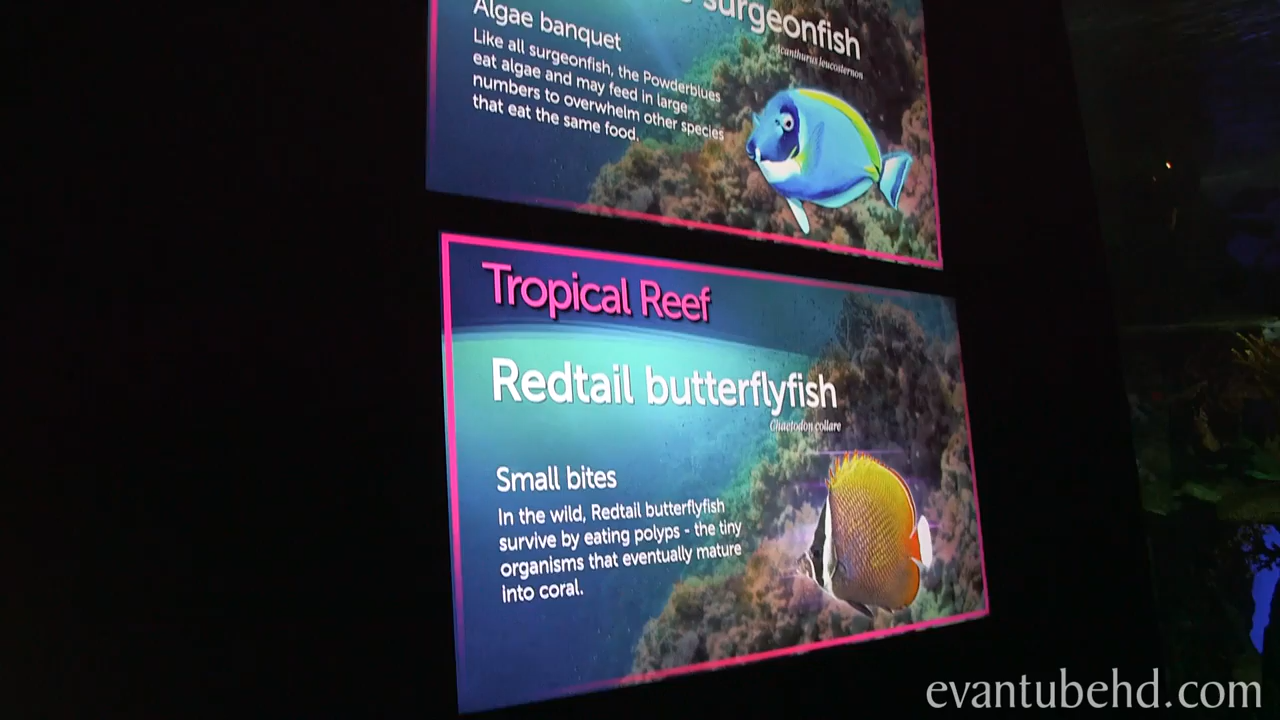 surgeonfish
Acanthurus leucosternon
Algae banquet
Like all surgeonfish, the Powderblues
eat algae and may feed in large
numbers to overwhelm other species
that eat the same food.
Tropical Reef
Redtail butterflyfish
Chaetodon collare
Small bites
In the wild, Redtail butterflyfish
survive by eating polyps - the tiny
organisms that eventually mature
into coral.
evantubehd.com